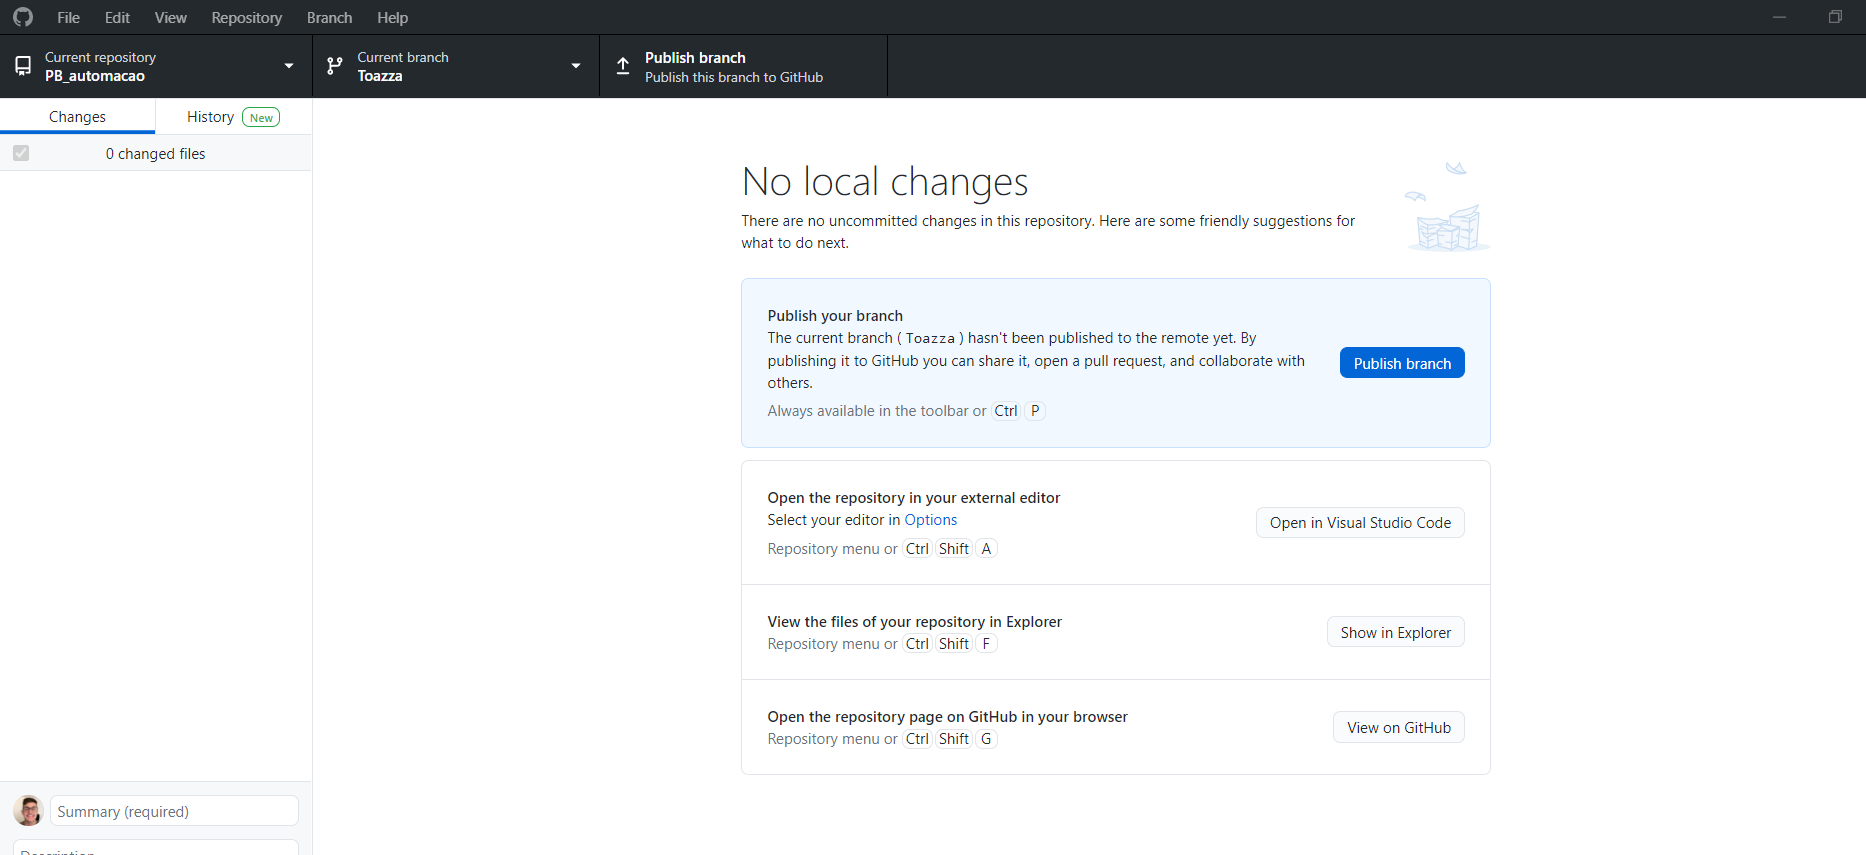 File Edit View Repository Branch Help
Current repository
PB_automacao
Current branch
Toazza
Publish branch
Publish this branch to GitHub
Changes
History New
0 changed files
No local changes
There are no uncommitted changes in this repository. Here are some friendly suggestions for
what to do next.
Publish your branch
The current branch ( Toazza ) hasn't been published to the remote yet. By
publishing it to GitHub you can share it, open a pull request, and collaborate with
others.
Always available in the toolbar or Ctrl P
Publish branch
Open the repository in your external editor
Select your editor in Options
Repository menu or Ctrl Shift A
Open in Visual Studio Code
View the files of your repository in Explorer
Repository menu or Ctrl Shift F
Show in Explorer
Open the repository page on GitHub in your browser
Repository menu or Ctrl Shift G
View on GitHub
Summary (required)
Description